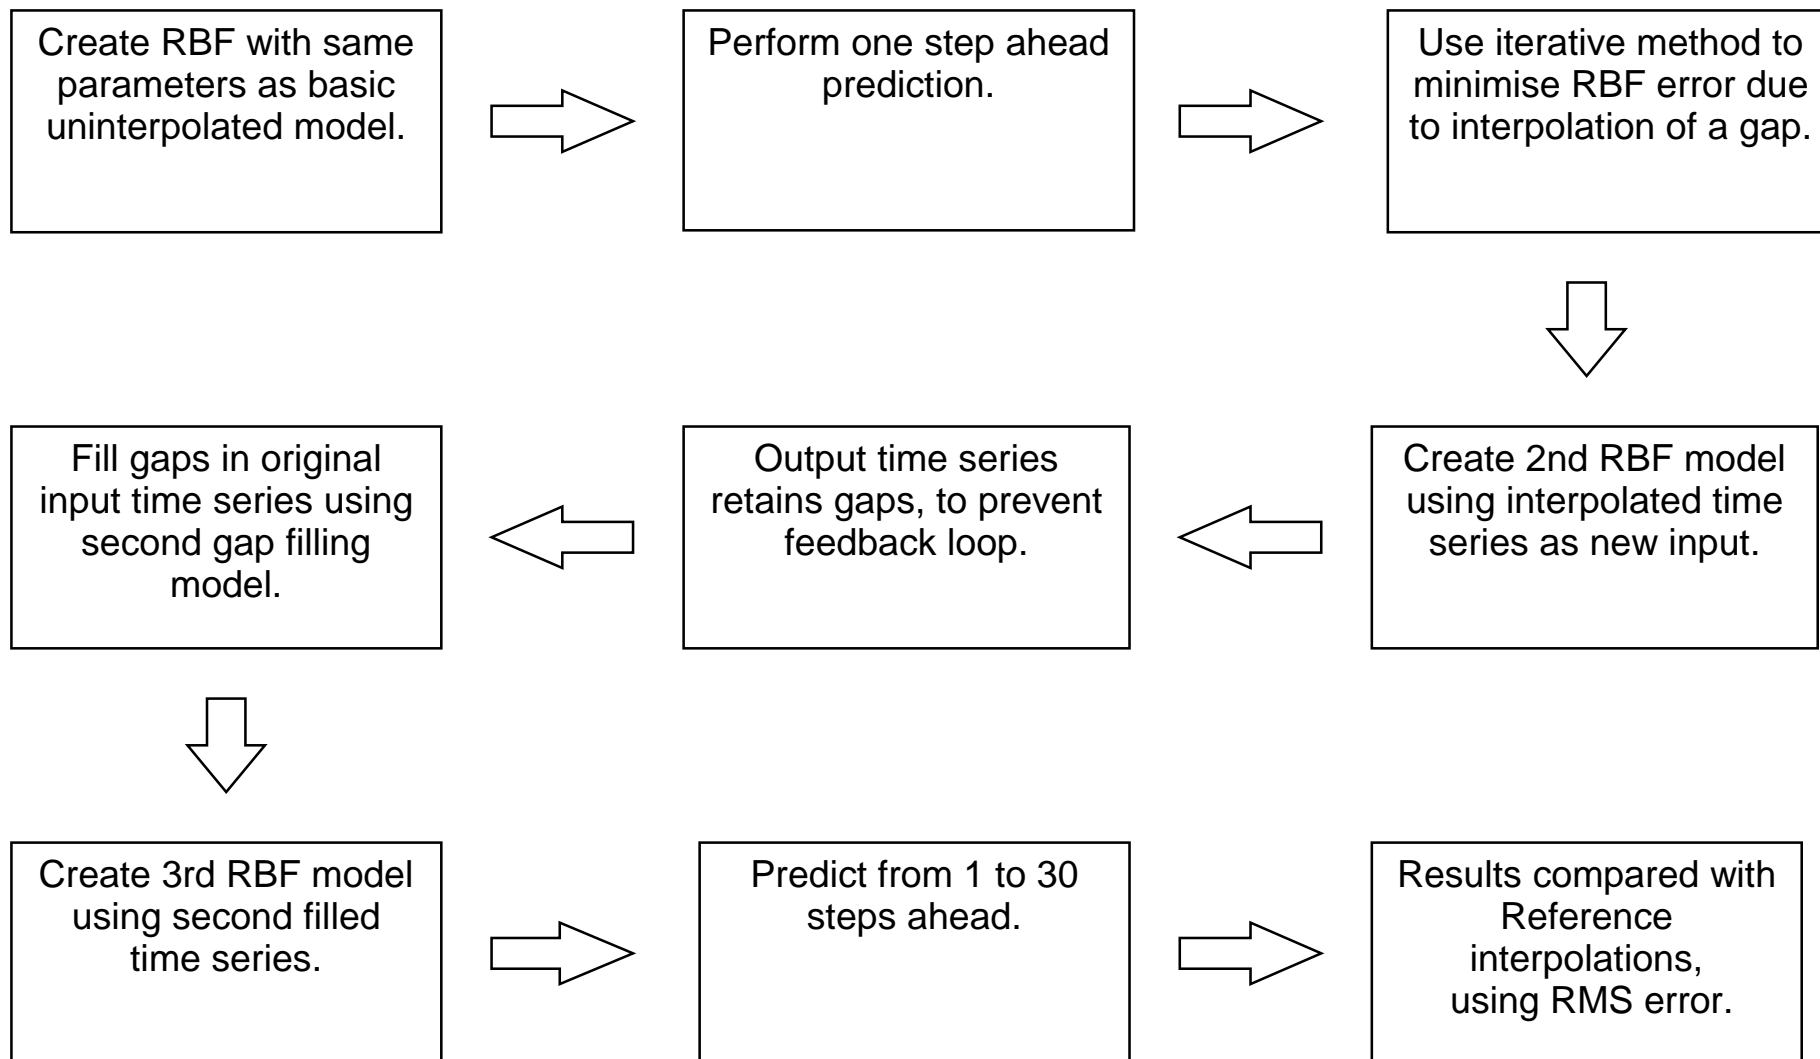 Create RBF with same
parameters as basic
uninterpolated model.
Perform one step ahead
prediction.
Use iterative method to
minimise RBF error due
to interpolation of a gap.
Create 2nd RBF model
using interpolated time
series as new input.
Output time series
retains gaps, to prevent
feedback loop.
Fill gaps in original
input time series using
second gap filling
model.
Create 3rd RBF model
using second filled
time series.
Predict from 1 to 30
steps ahead.
Results compared with
Reference
interpolations,
using RMS error.